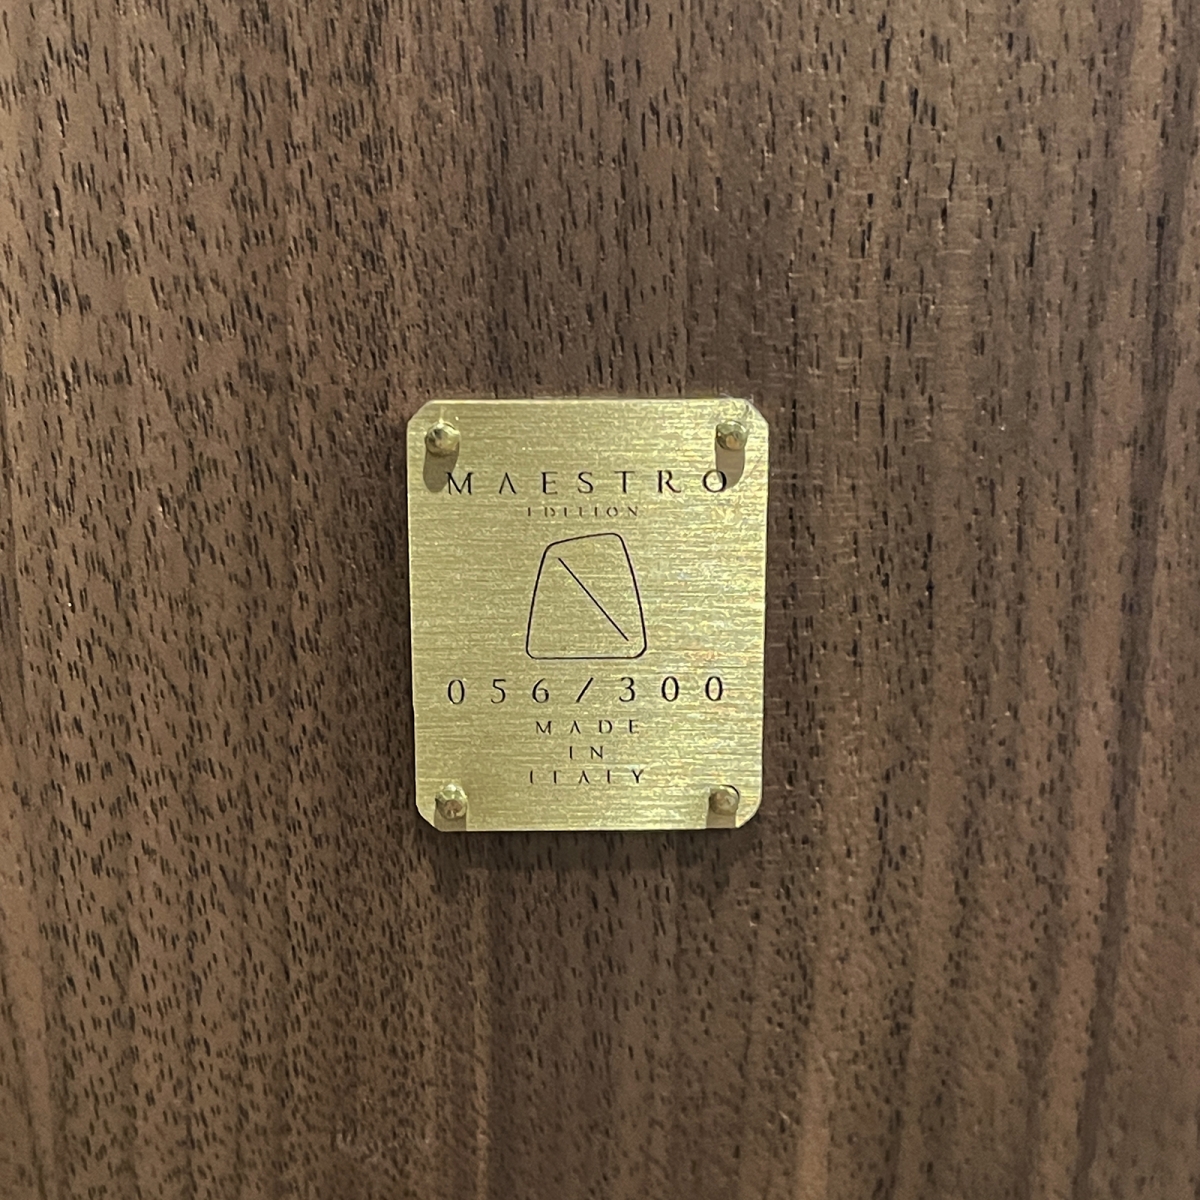 MAESTRO
EDITION
056/300
MADE
IN
ITALY